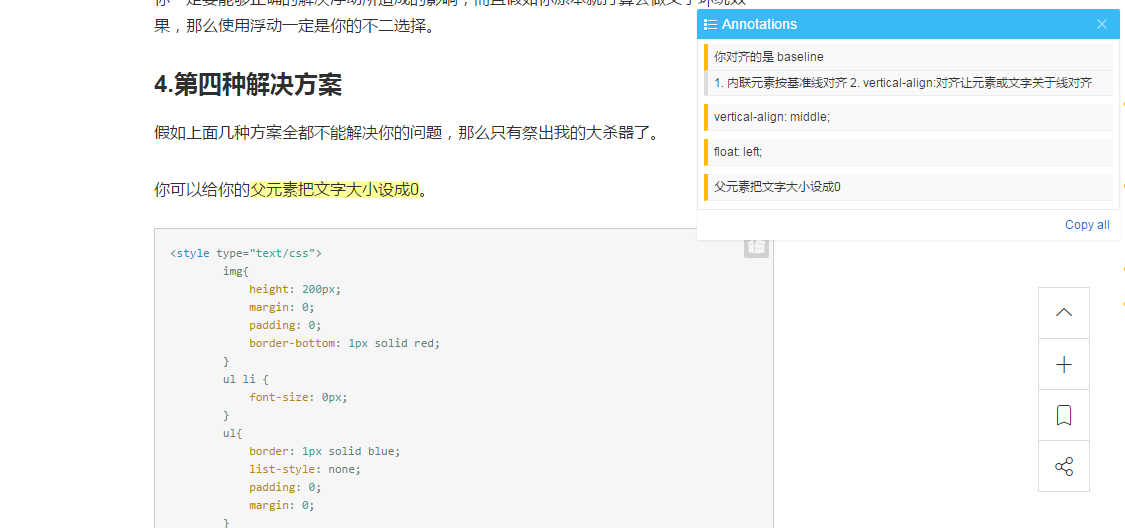 果，那么使用浮动一定是你的不二选择。
4.第四种解决方案
假如上面几种方案全都不能解决你的问题，那么只有祭出我的大杀器了。
你可以给你的父元素把文字大小设成0。
<style type="text/css">
img{
height: 200px;
margin: 0;
padding: 0;
border-bottom: 1px solid red;
}
ul li {
font-size: 0px;
}
ul{
border: 1px solid blue;
list-style: none;
padding: 0;
margin: 0;
}
Annotations
你对齐的是 baseline
1. 内联元素按基准线对齐 2. vertical-align:对齐让元素或文字关于线对齐
vertical-align: middle;
float: left;
父元素把文字大小设成0
Copy all